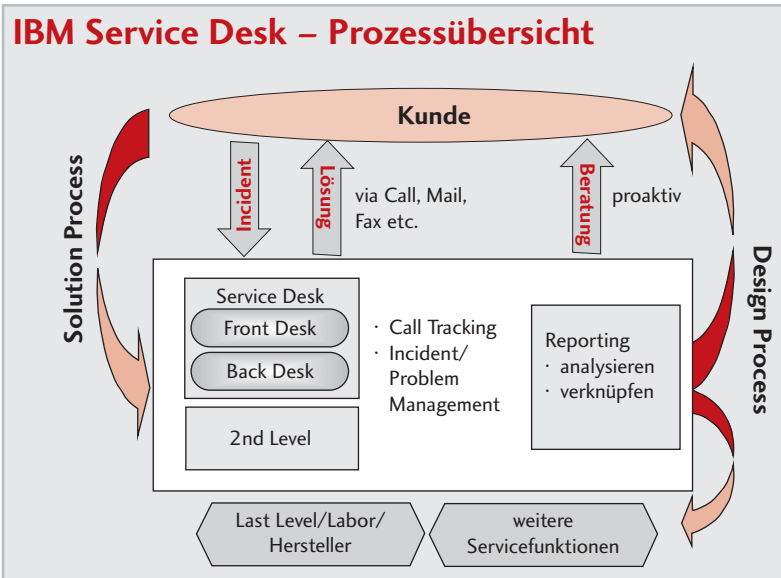 IBM Service Desk – Prozessübersicht
Kunde
Solution Process
Incident
Lösung
via Call, Mail,
Fax etc.
Beratung
proaktiv
Design Process
Service Desk
Front Desk
Back Desk
2nd Level
· Call Tracking
· Incident/
Problem
Management
Reporting
· analysieren
· verknüpfen
Last Level/Labor/
Hersteller
weitere
Servicefunktionen